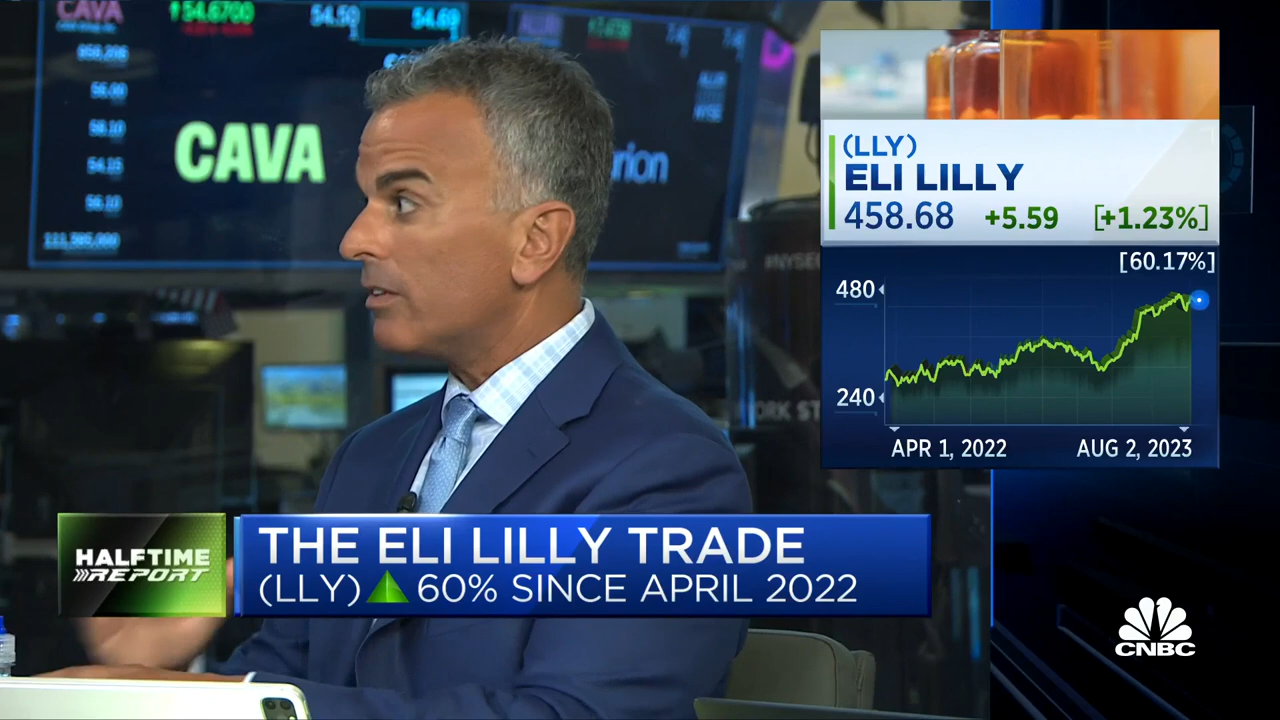 CAVA
54.6700
54.50
54.69
CAVA
rion
#NYSE
(LLY)
ELI LILLY
458.68 +5.59 [+1.23%]
[60.17%]
480
240
APR 1, 2022 AUG 2, 2023
HALFTIME
REPORT
THE ELI LILLY TRADE
(LLY) 60% SINCE APRIL 2022
CNBC